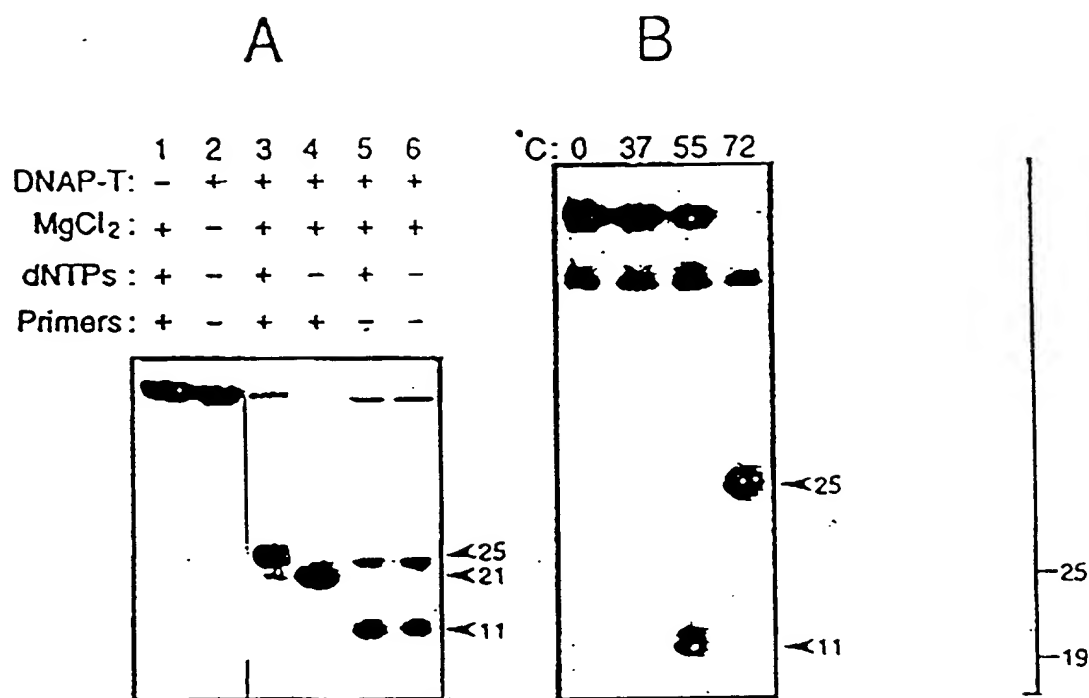 A
B
1 2 3 4 5 6
DNAP-T: - + + + + +
MgCl₂: + - + + + +
dNTPs: + - + - + -
Primers: + - + + - -
°C: 0 37 55 72
25
21
11
25
11
25
19